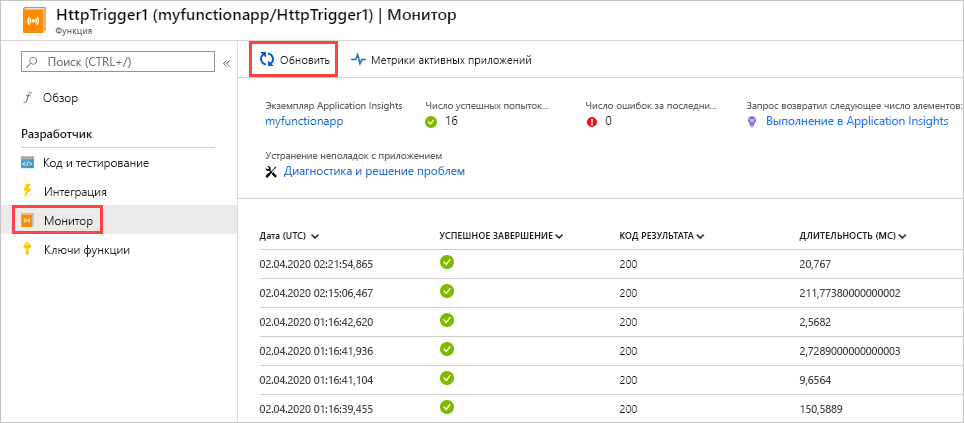 HttpTrigger1 (myfunctionapp/HttpTrigger1) | Монитор
Функция
Поиск (CTRL+/)
Обзор
Разработчик
Код и тестирование
Интеграция
Монитор
Ключи функции
Обновить
Метрики активных приложений
Экземпляр Application Insights
myfunctionapp
Число успешных попыток...
16
Число ошибок за последни...
0
Запрос возвратил следующее число элементов:
Выполнение в Application Insights
Устранение неполадок с приложением
Диагностика и решение проблем
Дата (UTC) УСПЕШНОЕ ЗАВЕРШЕНИЕ КОД РЕЗУЛЬТАТА ДЛИТЕЛЬНОСТЬ (МС)
02.04.2020 02:21:54,865 200 20,767
02.04.2020 02:15:06,467 200 211,77380000000002
02.04.2020 01:16:42,620 200 2,5682
02.04.2020 01:16:41,936 200 2,7289000000000003
02.04.2020 01:16:41,104 200 9,6564
02.04.2020 01:16:39,455 200 150,5889